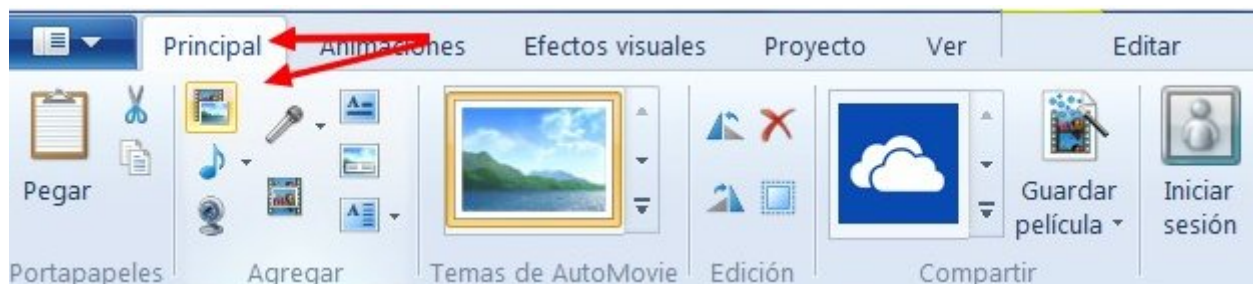 Principal Animaciones Efectos visuales Proyecto Ver Editar
Pegar
Guardar
película
Iniciar
sesión
Portapapeles Agregar Temas de AutoMovie Edición Compartir